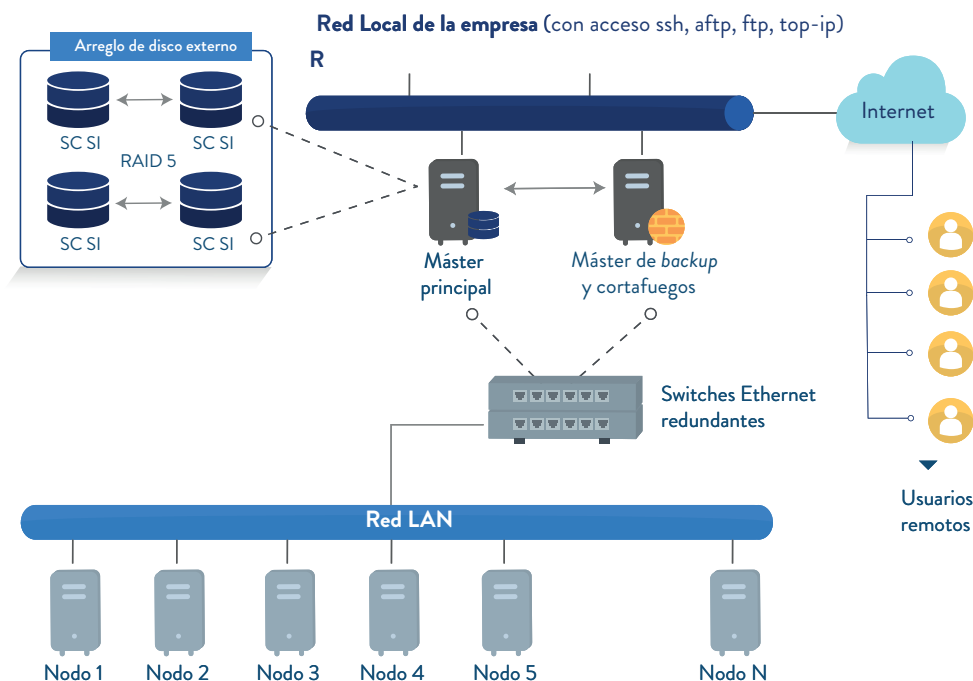 Red Local de la empresa (con acceso ssh, aftp, ftp, top-ip)
R
Arreglo de disco externo
SC SI
SC SI
RAID 5
SC SI
SC SI
Internet
Máster
principal
Máster de backup
y cortafuegos
Switches Ethernet
redundantes
Usuarios
remotos
Red LAN
Nodo 1
Nodo 2
Nodo 3
Nodo 4
Nodo 5
Nodo N